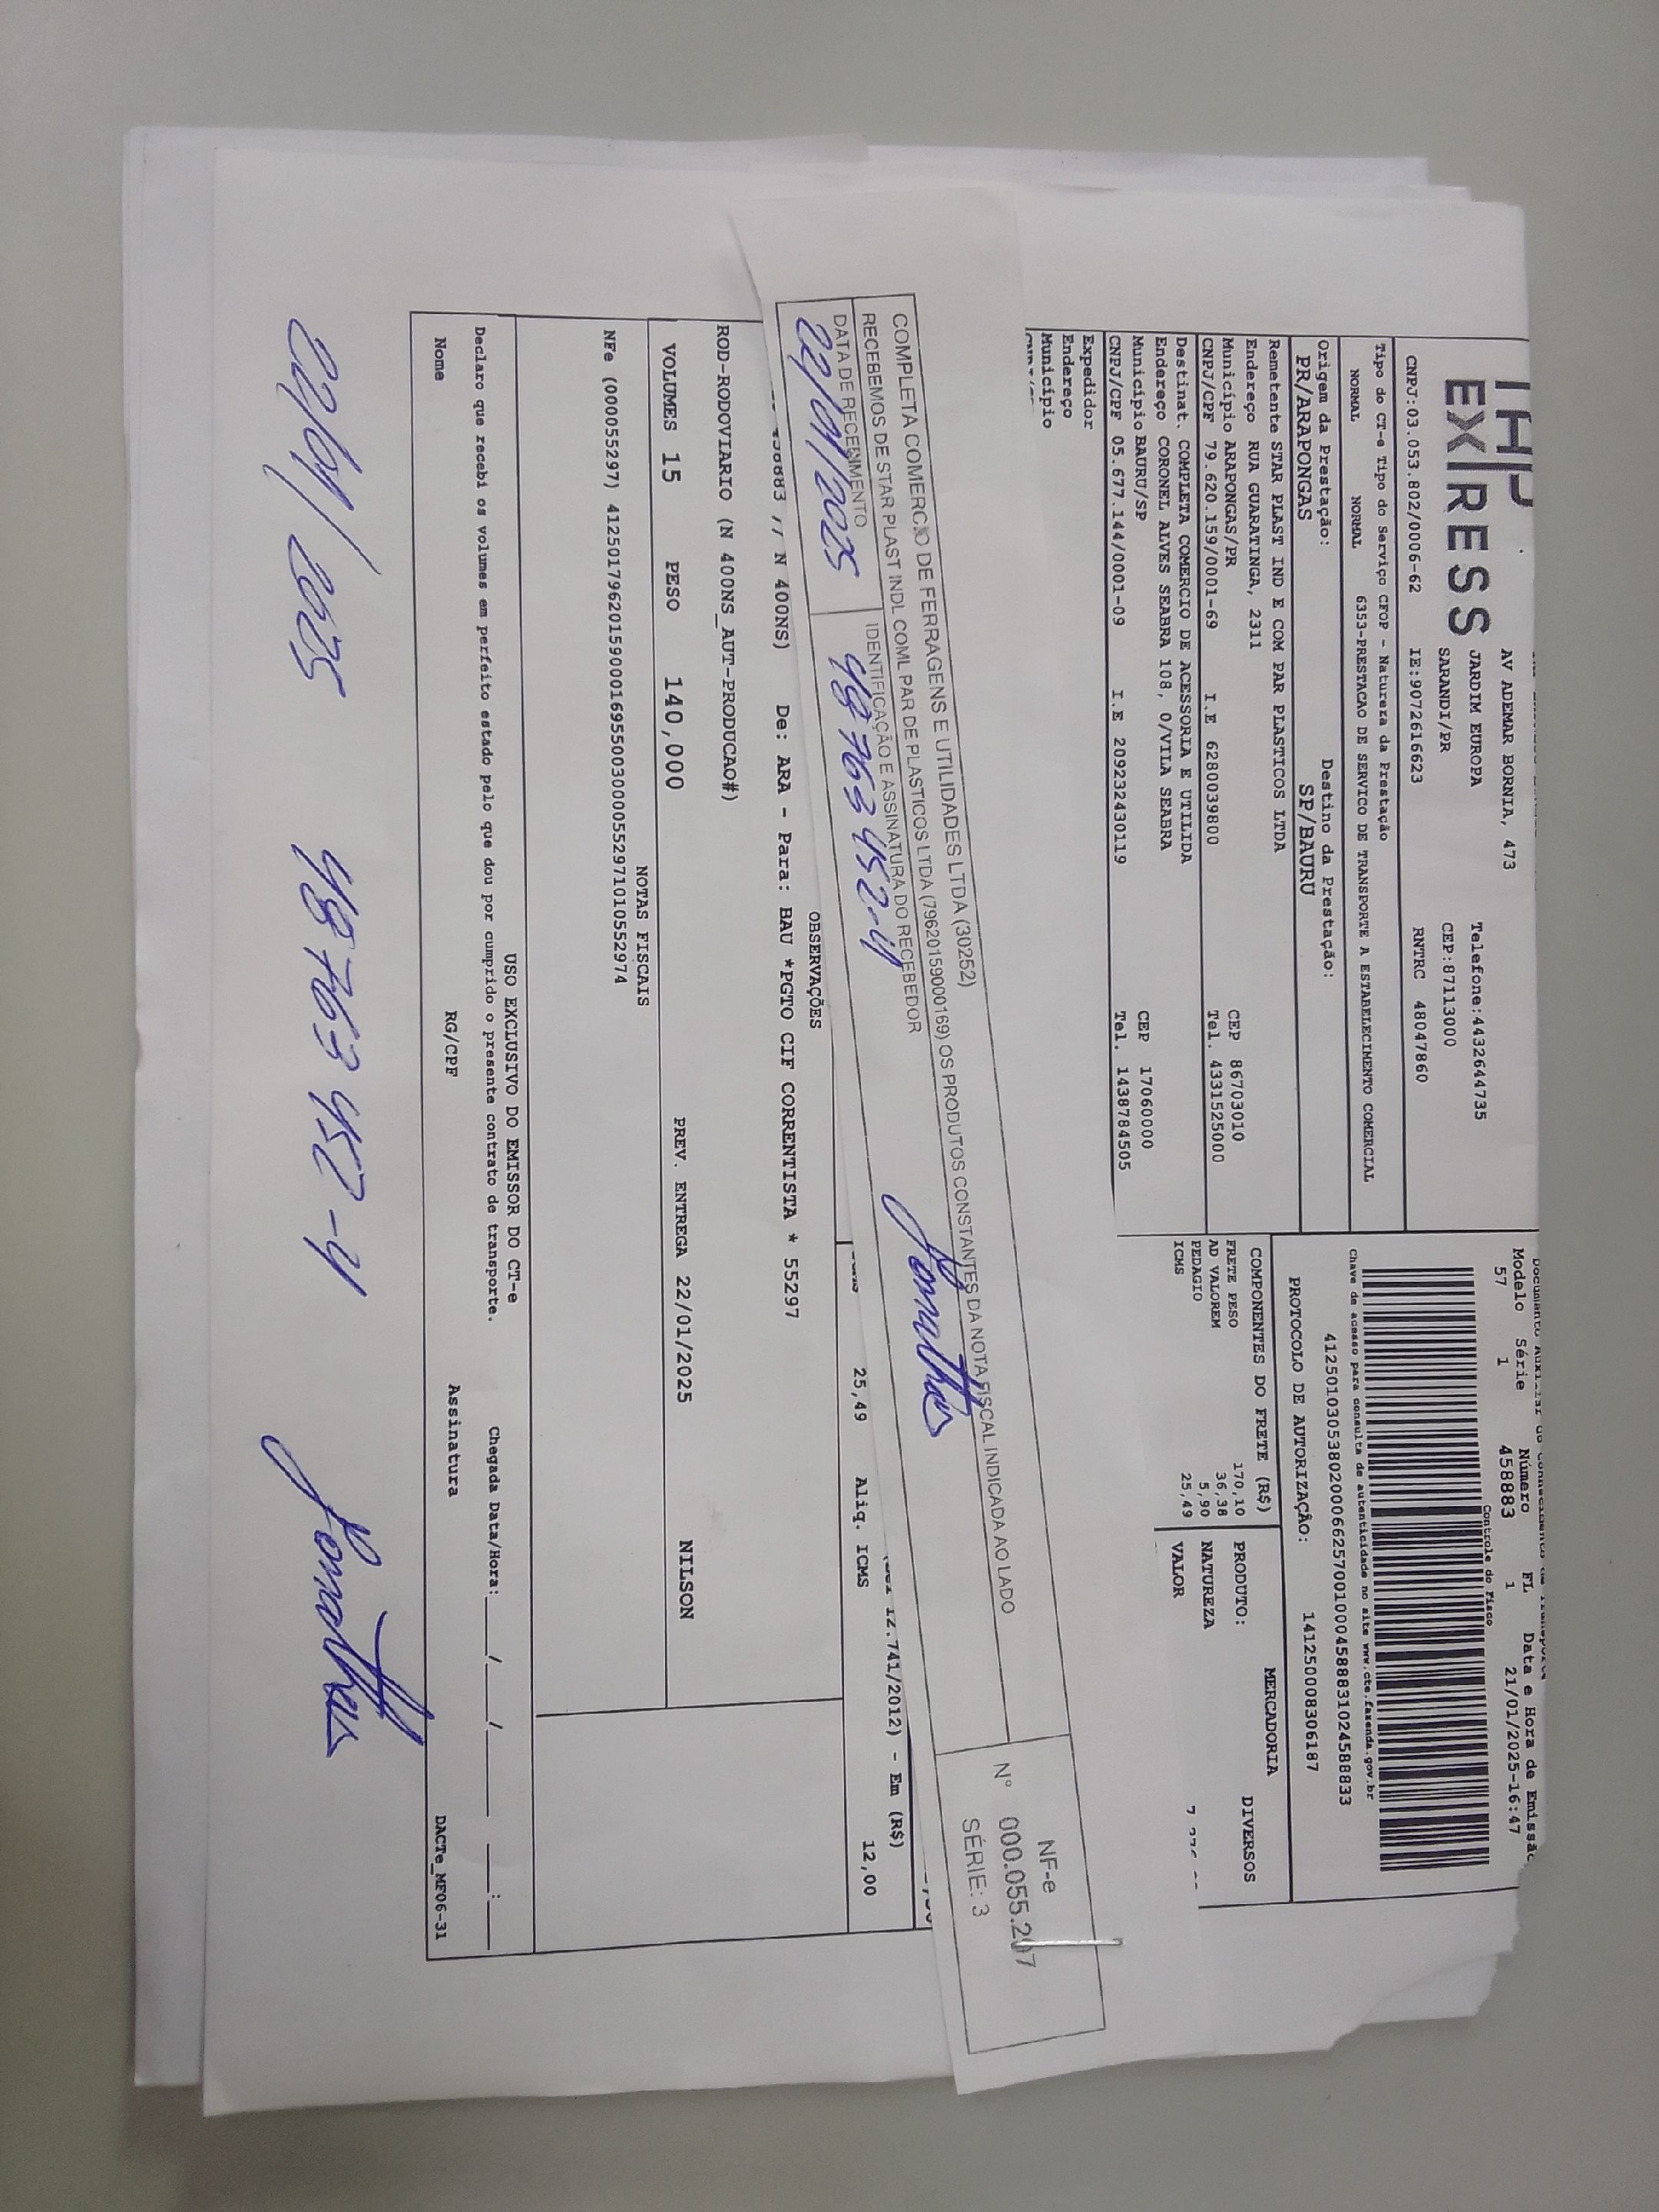 EXPRESS
AV ADEMAR BORNIA, 473
JARDIM EUROPA
SARANDI/PR
Telefone:4432644735
CEP:87113000
CNPJ:03.053.802/0006-62 IE:9072616623 RNTRC 48047860
Tipo do CT-e Tipo do Serviço CFOP - Natureza da Prestação
NORMAL NORMAL 6353-PRESTACAO DE SERVICO DE TRANSPORTE A ESTABELECIMENTO COMERCIAL
Origem da Prestação: Destino da Prestação:
PR/ARAPONGAS SP/BAURU
Remetente STAR PLAST IND E COM PAR PLASTICOS LTDA
Endereço RUA GUARATINGA, 2311
Município ARAPONGAS/PR CEP 86703010
CNPJ/CPF 79.620.159/0001-69 I.E 6280039800 Tel. 4331525000
Destinat. COMPLETA COMERCIO DE ACESSORIA E UTILIDA
Endereço CORONEL ALVES SEABRA 108, 0/VILA SEABRA
Município BAURU/SP CEP 17060000
CNPJ/CPF 05.677.144/0001-09 I.E 209232430119 Tel. 1438784505
Expedidor
Endereço
Município
Modelo Série Número FL Data e Hora de Emissão
57 1 458883 1 21/01/2025-16:47
Controle do Fisco
Chave de acesso para consulta de autenticidade no site www.cte.fazenda.gov.br
41250103053802000662570010004588831024588833
PROTOCOLO DE AUTORIZAÇÃO: 141250008306187
COMPONENTES DO FRETE (R$)
FRETE PESO 170,10
AD VALOREM 36,38
PEDAGIO 5,90
ICMS 25,49
MERCADORIA
PRODUTO: DIVERSOS
NATUREZA
VALOR
COMPLETA COMERCIO DE FERRAGENS E UTILIDADES LTDA (30252)
RECEBEMOS DE STAR PLAST INDL COML PAR DE PLASTICOS LTDA (79620159000169) OS PRODUTOS CONSTANTES DA NOTA FISCAL INDICADA AO LADO
DATA DE RECEBIMENTO IDENTIFICAÇÃO E ASSINATURA DO RECEBEDOR
22/01/2025 48 763 452-4 Jonathas
NF-e
Nº 000.055.297
SÉRIE: 3
12.741/2012) - Em (R$)
25,49 Aliq. ICMS 12,00
OBSERVAÇÕES
N 400NS) De: ARA - Para: BAU *PGTO CIF CORRENTISTA * 55297
ROD-RODOVIARIO (N 400NS_AUT-PRODUCAO#)
VOLUMES 15 PESO 140,000 PREV. ENTREGA 22/01/2025 NILSON
NOTAS FISCAIS
NFe (000055297) 41250179620159000169550030000552971010552974
USO EXCLUSIVO DO EMISSOR DO CT-e
Declaro que recebi os volumes em perfeito estado pelo que dou por cumprido o presente contrato de transporte. Chegada Data/Hora:___/___/_____ ___:___
Nome RG/CPF Assinatura DACTe_MF06-31
22/01/2025 48 763 452-4 Jonathas